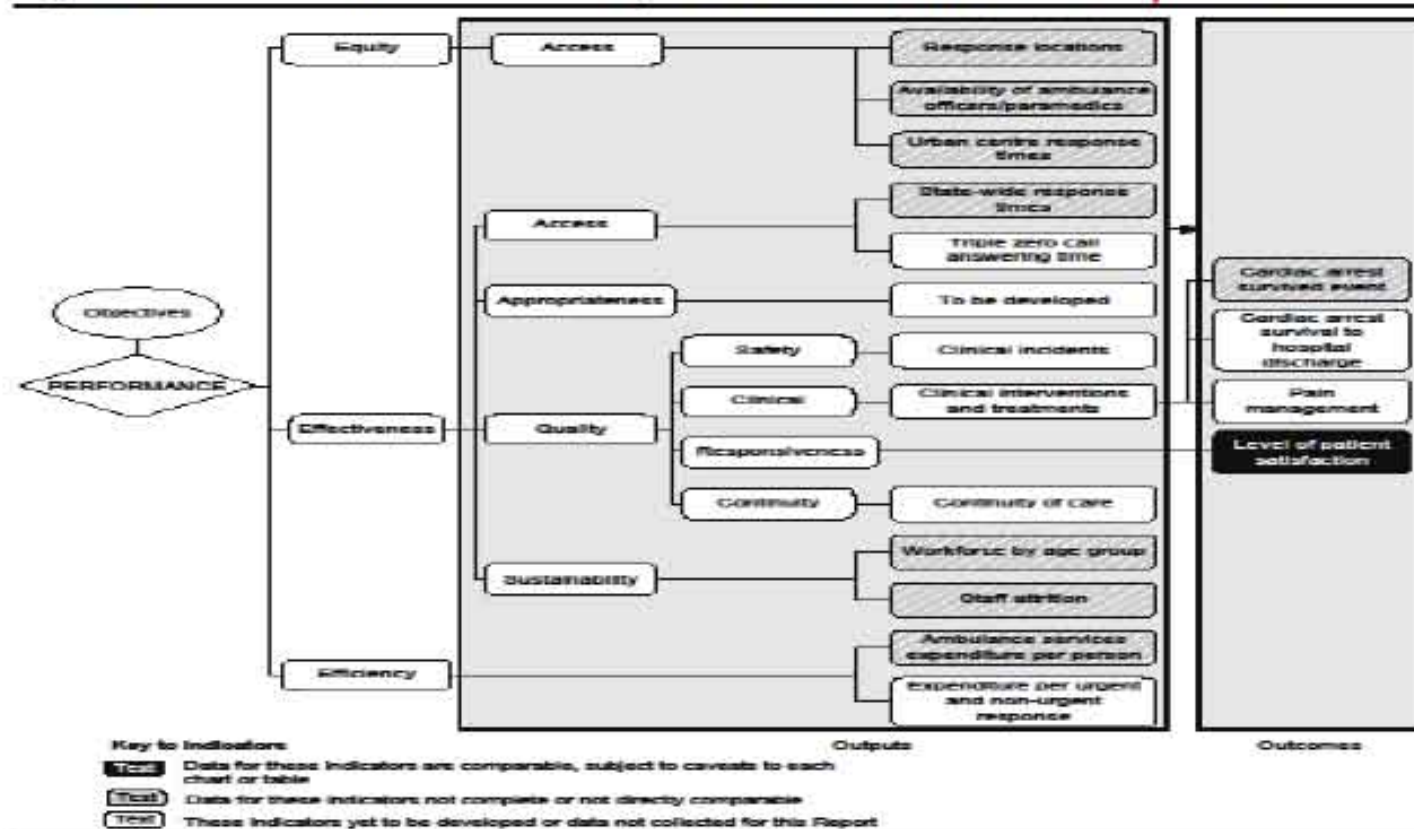 Equity
Access
Response locations
Availability of ambulance
officers/paramedics
Urban centre response
times
State-wide response
times
Access
Triple zero call
answering time
Objectives
PERFORMANCE
Appropriateness
To be developed
Cardiac arrest
survived event
Safety
Clinical incidents
Cardiac arrest
survival to
hospital
discharge
Clinical
Clinical interventions
and treatments
Pain
management
Effectiveness
Quality
Responsiveness
Level of patient
satisfaction
Continuity
Continuity of care
Workforce by age group
Sustainability
Staff attrition
Ambulance services
expenditure per person
Efficiency
Expenditure per urgent
and non-urgent
response
Key to indicators
Outputs
Outcomes
Text Data for these indicators are comparable, subject to caveats to each
chart or table
Text Data for these indicators not complete or not directly comparable
Text These indicators yet to be developed or data not collected for this Report